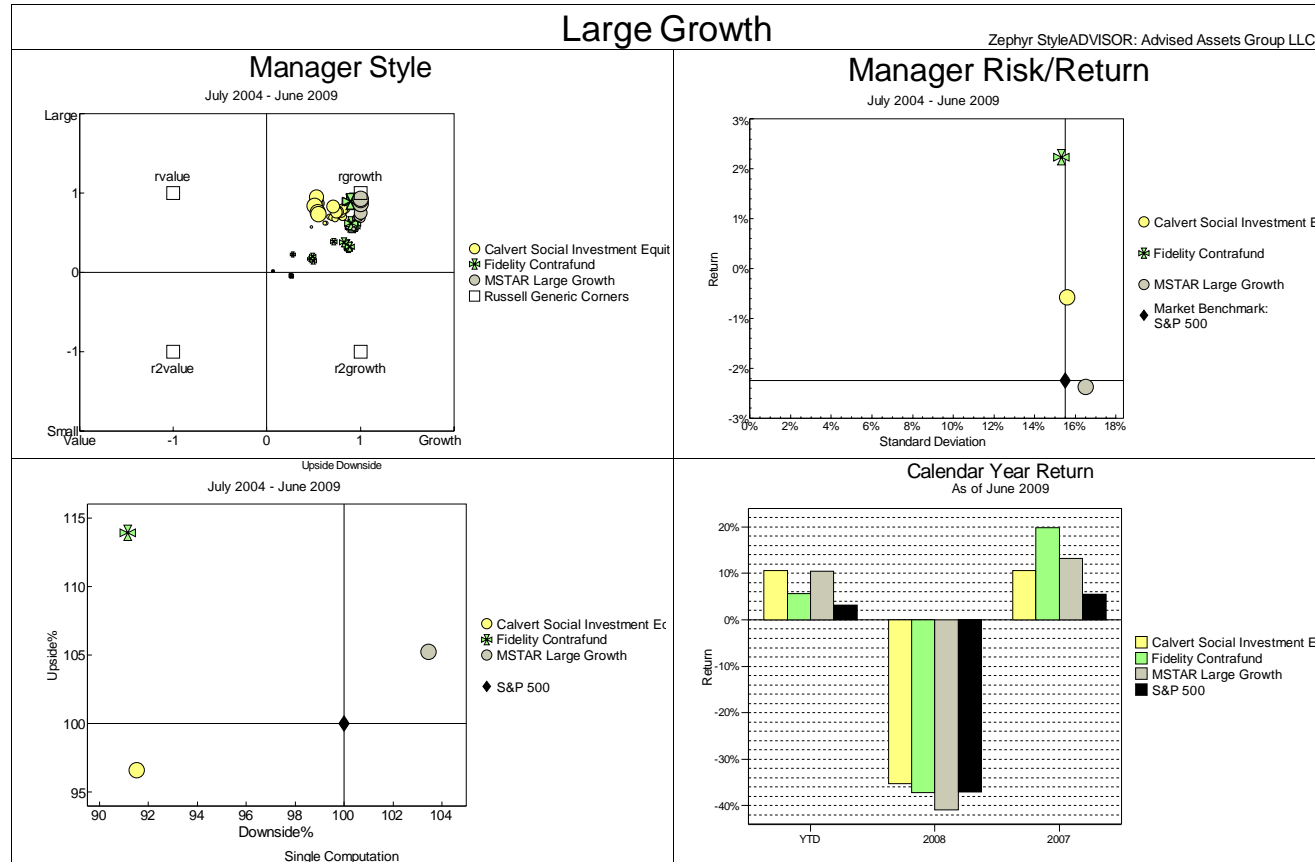 Large Growth
Zephyr StyleADVISOR: Advised Assets Group LLC
Manager Style
July 2004 - June 2009
Large
1
0
-1
Small
Value
-1
0
1
Growth
rvalue
rgrowth
r2value
r2growth
Calvert Social Investment Equit
Fidelity Contrafund
MSTAR Large Growth
Russell Generic Corners
Manager Risk/Return
July 2004 - June 2009
Return
3%
2%
1%
0%
-1%
-2%
-3%
0% 2% 4% 6% 8% 10% 12% 14% 16% 18%
Standard Deviation
Calvert Social Investment E
Fidelity Contrafund
MSTAR Large Growth
Market Benchmark:
S&P 500
Upside Downside
July 2004 - June 2009
Upside%
115
110
105
100
95
90 92 94 96 98 100 102 104
Downside%
Single Computation
Calvert Social Investment Ec
Fidelity Contrafund
MSTAR Large Growth
S&P 500
Calendar Year Return
As of June 2009
Return
20%
10%
0%
-10%
-20%
-30%
-40%
YTD 2008 2007
Calvert Social Investment E
Fidelity Contrafund
MSTAR Large Growth
S&P 500